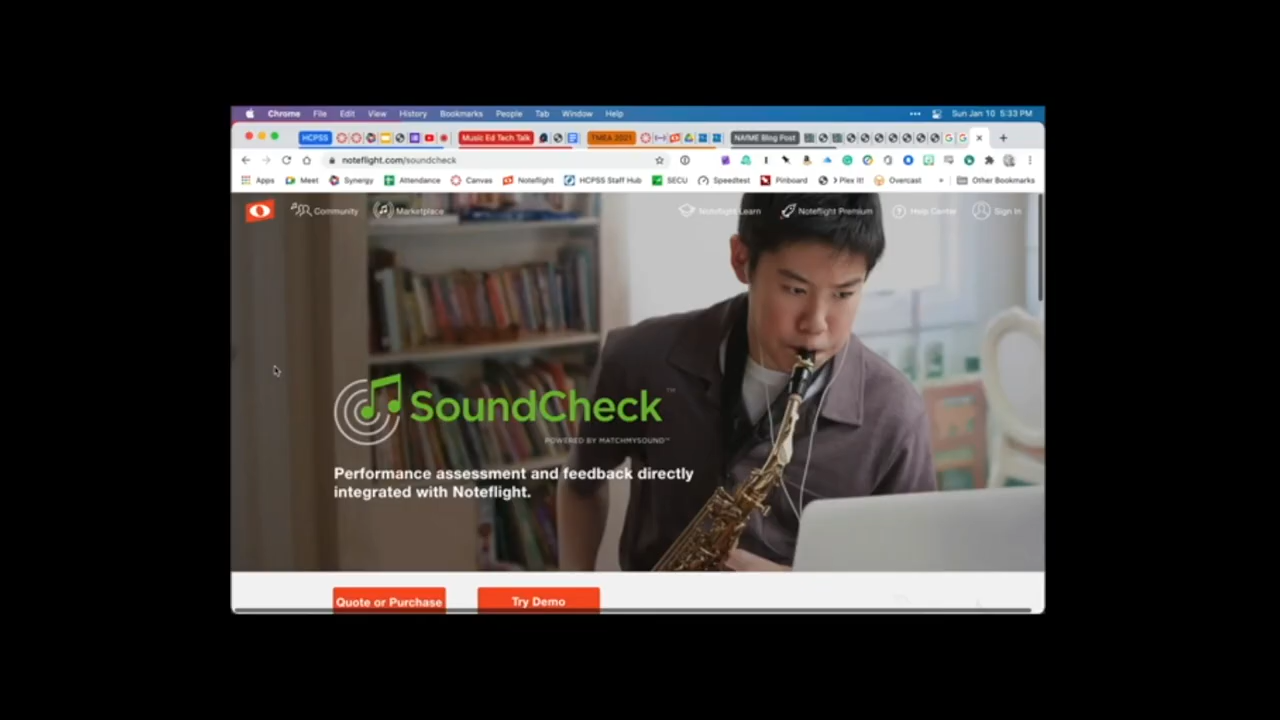 Chrome File Edit View History Bookmarks People Tab Window Help Sun Jan 10 5:33 PM
HCPSS Music Ed Tech Talk TMEA 2021 NAfME Blog Post
noteflight.com/soundcheck
Apps Meet Synergy Attendance Canvas Noteflight HCPSS Staff Hub SECU Speedtest Pinboard > Plex It! Overcast » Other Bookmarks
Community Marketplace Noteflight Learn Noteflight Premium Help Center Sign In
SoundCheck™
POWERED BY MATCHMYSOUND™
Performance assessment and feedback directly
integrated with Noteflight.
Quote or Purchase Try Demo